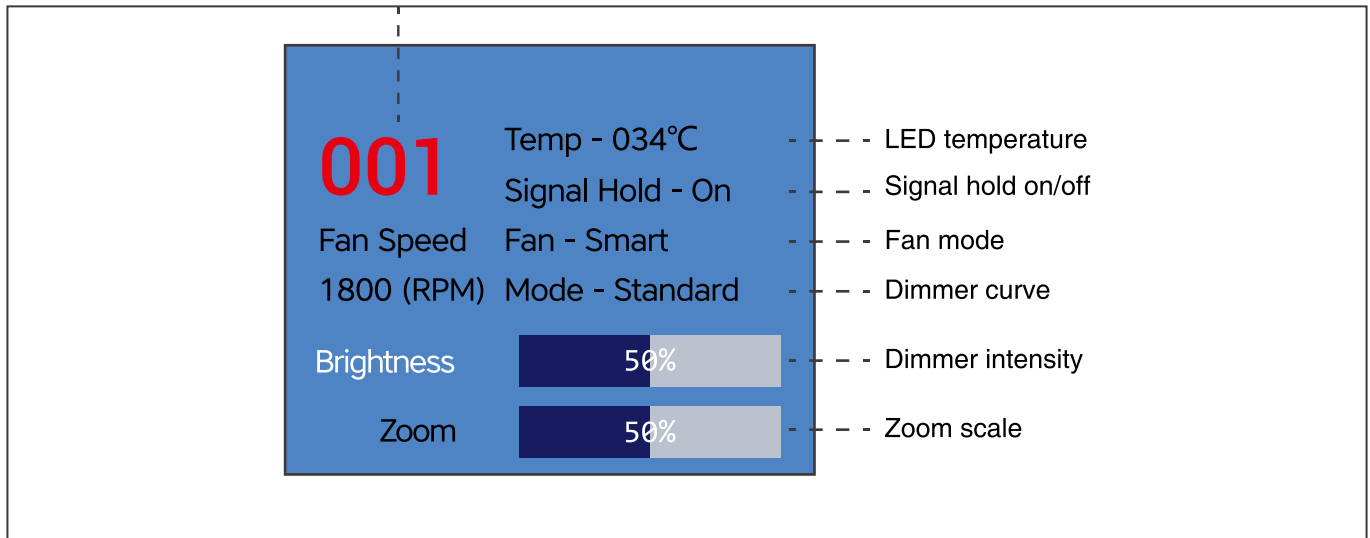 001
Temp - 034℃
LED temperature
Signal Hold - On
Signal hold on/off
Fan Speed
Fan - Smart
Fan mode
1800 (RPM)
Mode - Standard
Dimmer curve
Brightness
50%
Dimmer intensity
Zoom
50%
Zoom scale